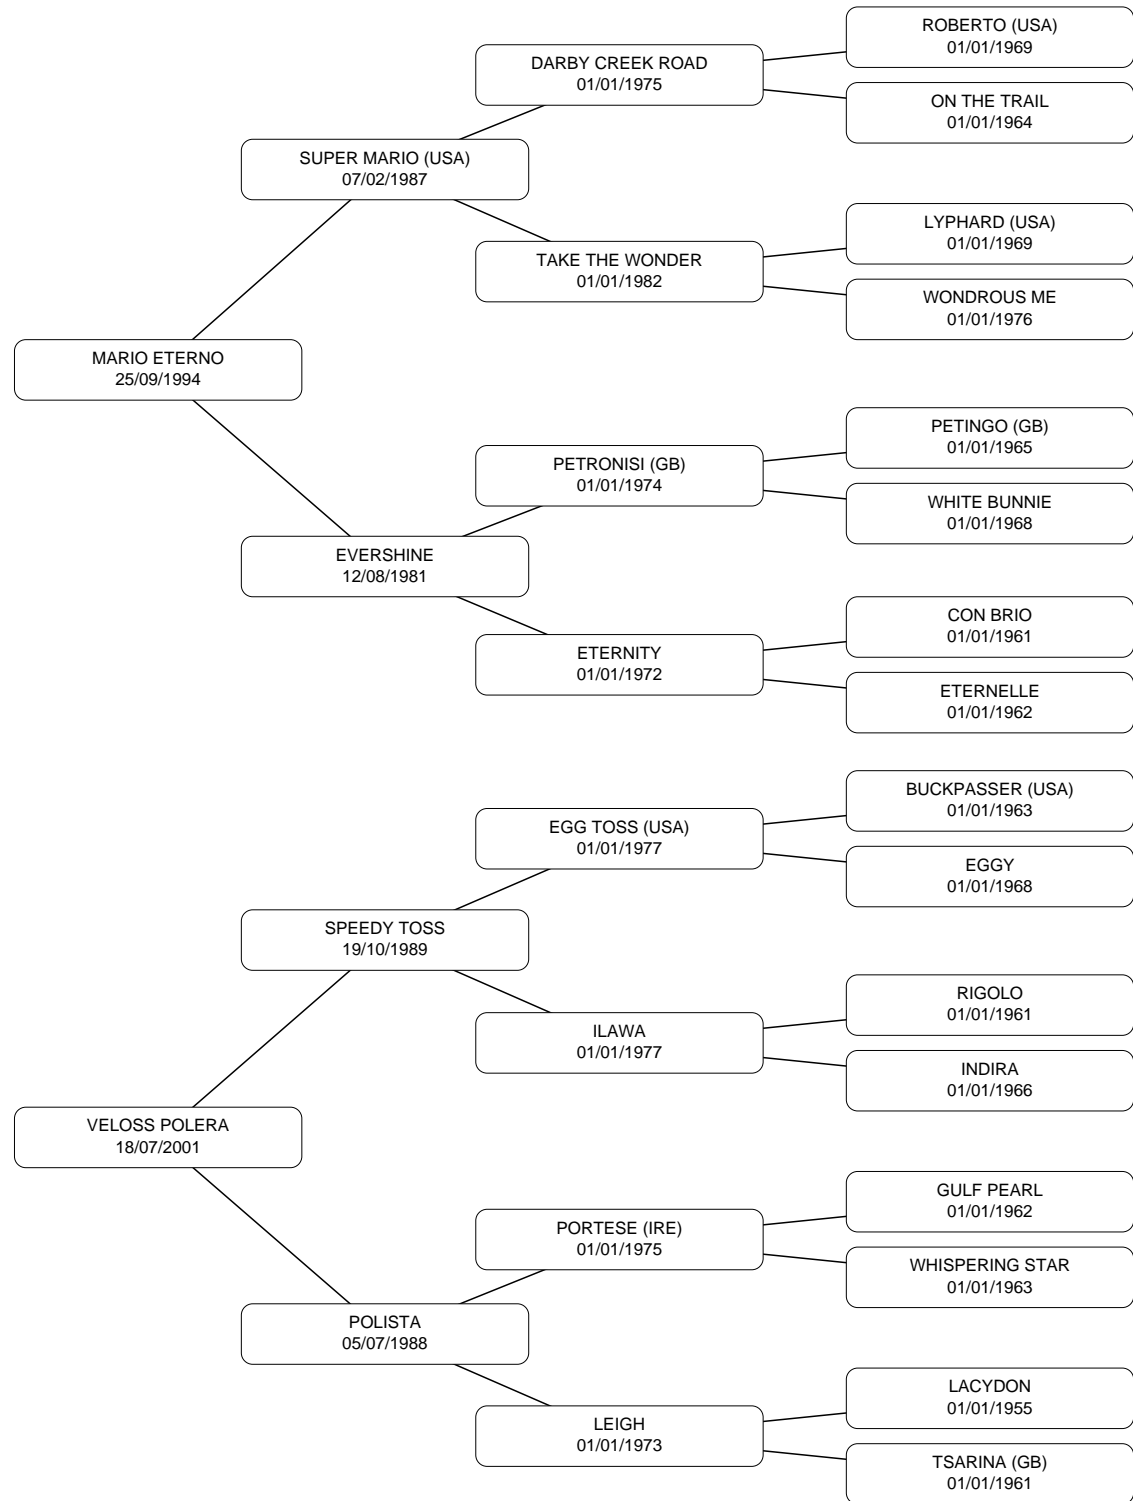 ROBERTO (USA)
01/01/1969
DARBY CREEK ROAD
01/01/1975
ON THE TRAIL
01/01/1964
SUPER MARIO (USA)
07/02/1987
LYPHARD (USA)
01/01/1969
TAKE THE WONDER
01/01/1982
WONDROUS ME
01/01/1976
MARIO ETERNO
25/09/1994
PETINGO (GB)
01/01/1965
PETRONISI (GB)
01/01/1974
WHITE BUNNIE
01/01/1968
EVERSHINE
12/08/1981
CON BRIO
01/01/1961
ETERNITY
01/01/1972
ETERNELLE
01/01/1962
BUCKPASSER (USA)
01/01/1963
EGG TOSS (USA)
01/01/1977
EGGY
01/01/1968
SPEEDY TOSS
19/10/1989
RIGOLO
01/01/1961
ILAWA
01/01/1977
INDIRA
01/01/1966
VELOSS POLERA
18/07/2001
GULF PEARL
01/01/1962
PORTESE (IRE)
01/01/1975
WHISPERING STAR
01/01/1963
POLISTA
05/07/1988
LACYDON
01/01/1955
LEIGH
01/01/1973
TSARINA (GB)
01/01/1961